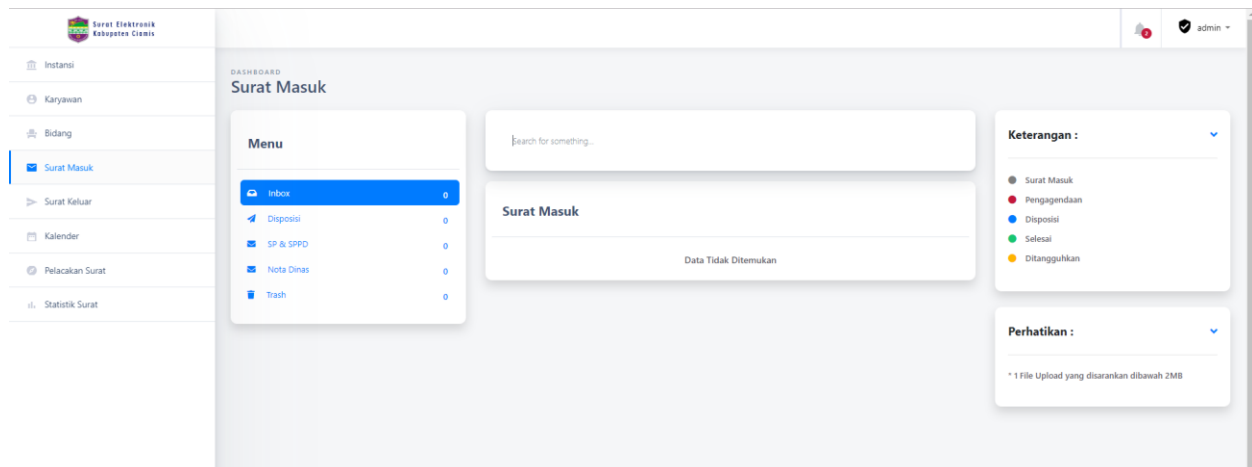 Surat Elektronik
Kabupaten Ciamis
2
admin
Instansi
Karyawan
Bidang
Surat Masuk
Surat Keluar
Kalender
Pelacakan Surat
Statistik Surat
DASHBOARD
Surat Masuk
Menu
Inbox 0
Disposisi 0
SP & SPPD 0
Nota Dinas 0
Trash 0
Search for something...
Surat Masuk
Data Tidak Ditemukan
Keterangan :
Surat Masuk
Pengagendaan
Disposisi
Selesai
Ditangguhkan
Perhatikan :
* 1 File Upload yang disarankan dibawah 2MB